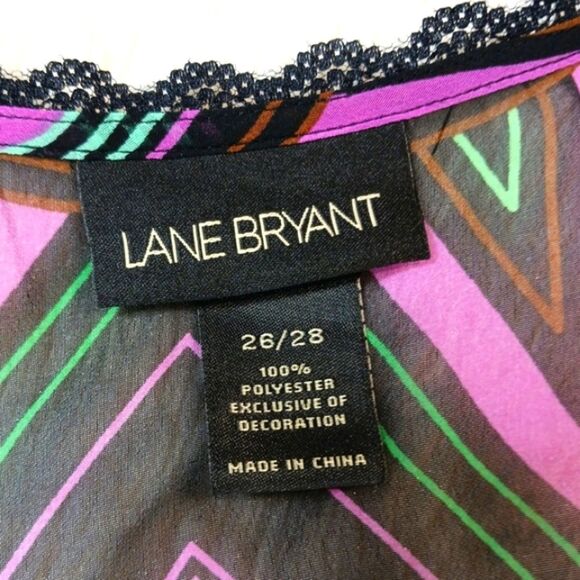 LANE BRYANT
26/28
100%
POLYESTER
EXCLUSIVE OF
DECORATION
MADE IN CHINA